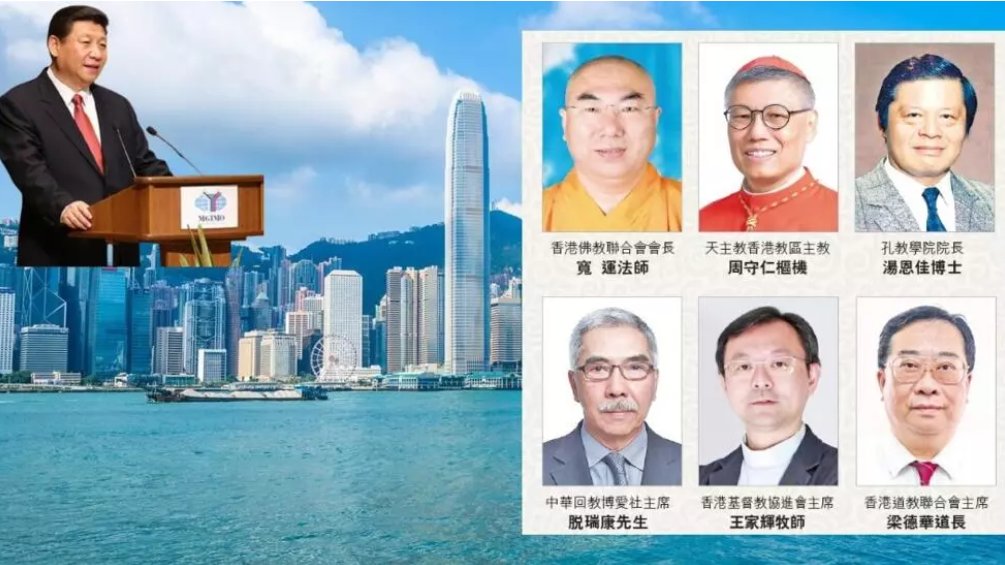 MGIMO
香港佛教聯合會會長
寬 運法師
天主教香港教區主教
周守仁樞機
孔教學院院長
湯恩佳博士
中華回教博愛社主席
脱瑞康先生
香港基督教協進會主席
王家輝牧師
香港道教聯合會主席
梁德華道長